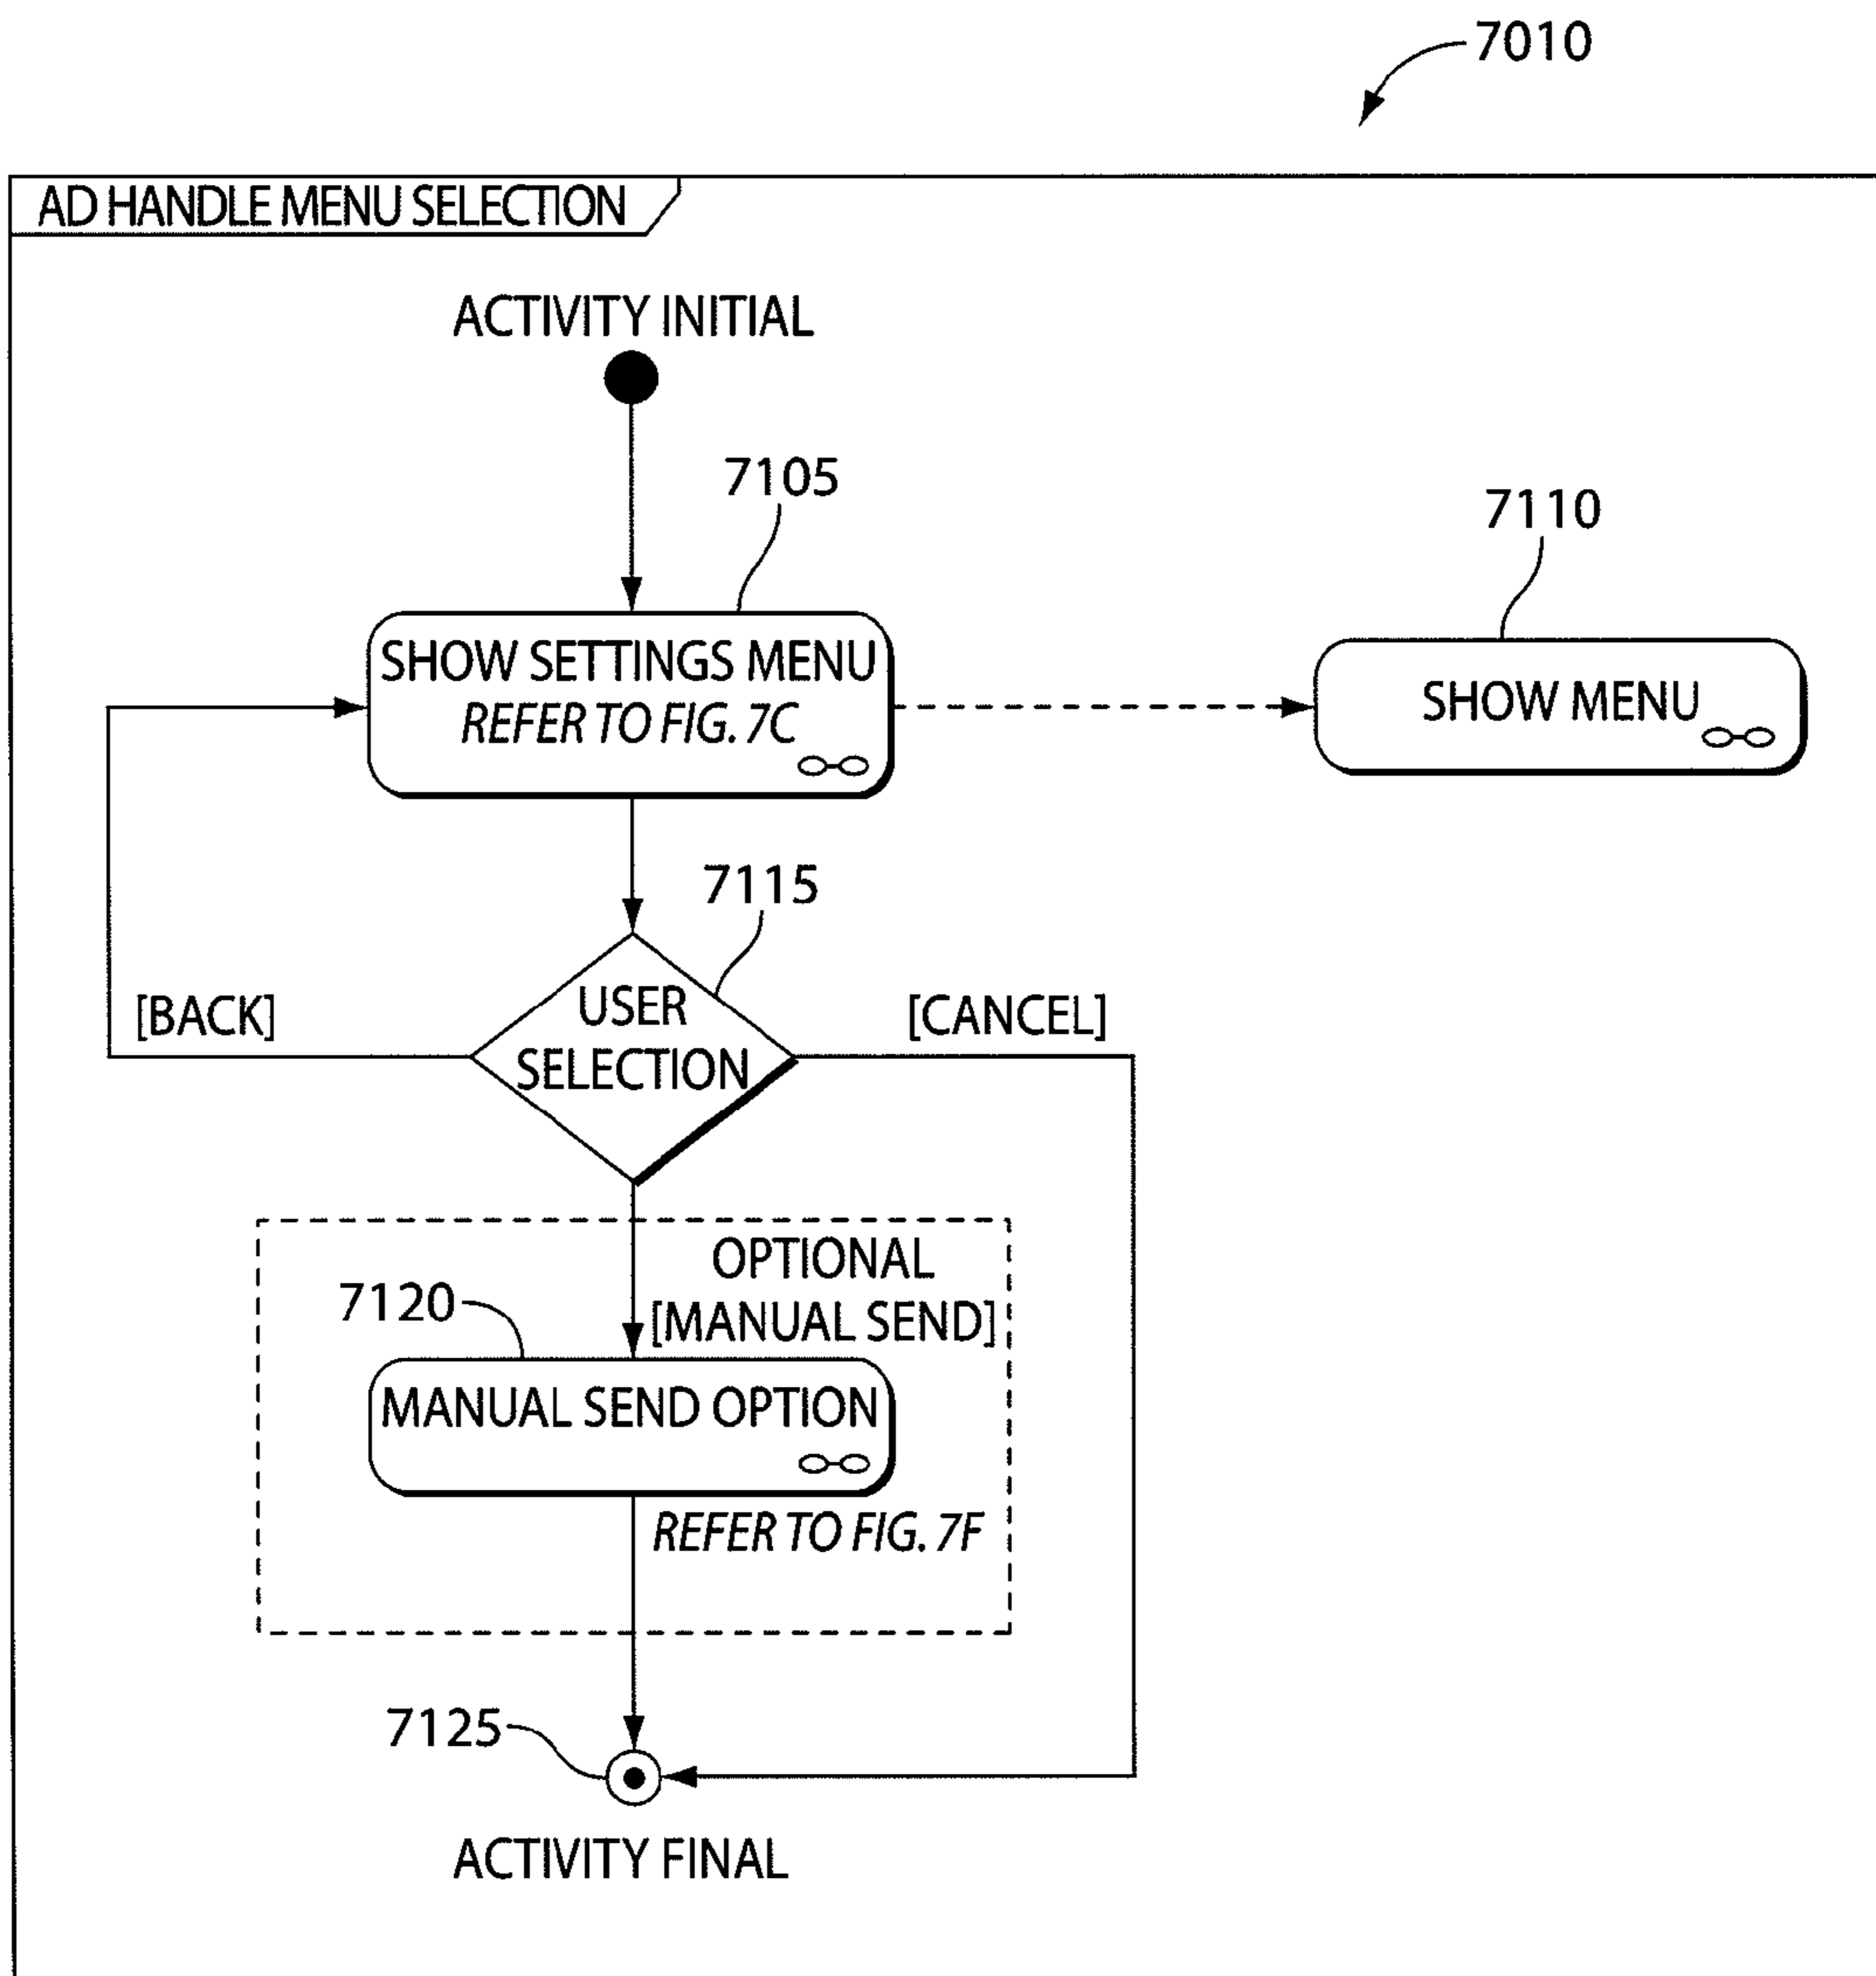 7010
AD HANDLE MENU SELECTION
ACTIVITY INITIAL
7105
7110
SHOW SETTINGS MENU
REFER TO FIG. 7C
SHOW MENU
7115
USER
SELECTION
[BACK]
[CANCEL]
OPTIONAL
[MANUAL SEND]
7120
MANUAL SEND OPTION
REFER TO FIG. 7F
7125
ACTIVITY FINAL